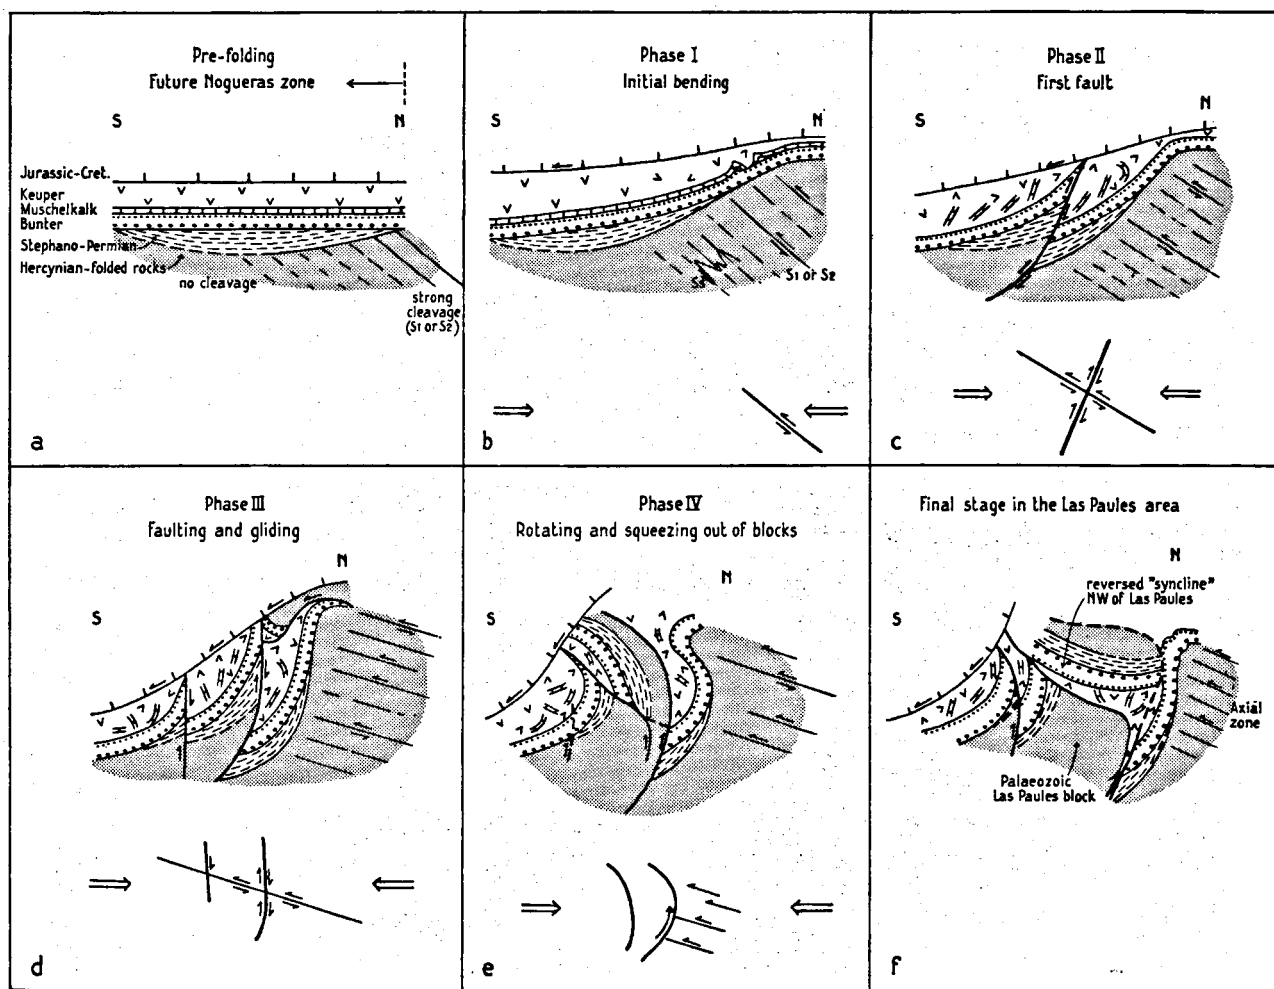 Pre-folding
Future Nogueras zone
S
N
Jurassic-Cret.
Keuper
Muschelkalk
Bunter
Stephano-Permian
Hercynian-folded rocks
no cleavage
strong
cleavage
(S1 or S2)
a
Phase I
Initial bending
S
N
S3
S1 or S2
b
Phase II
First fault
S
N
c
Phase III
Faulting and gliding
N
S
d
Phase IV
Rotating and squeezing out of blocks
N
S
e
Final stage in the Las Paules area
N
S
reversed "syncline"
NW of Las Paules
Axial
zone
Palaeozoic
Las Paules block
f